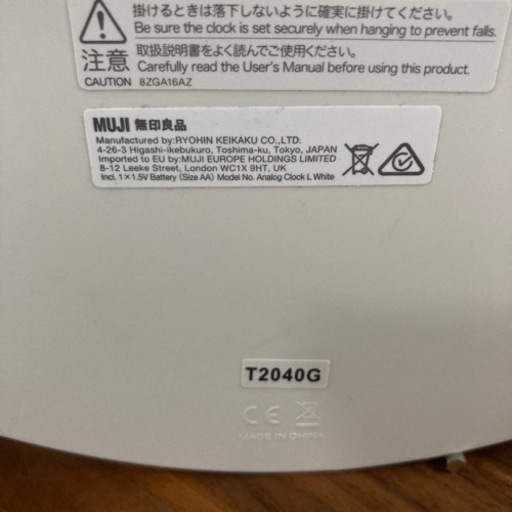 掛けるときは落下しないように確実に掛けてください。
Be sure the clock is set securely when hanging to prevent falls.
注意 取扱説明書をよく読んでご使用ください。
Carefully read the User's Manual before using this product.
CAUTION 8ZGA16AZ
MUJI 無印良品
Manufactured by:RYOHIN KEIKAKU CO.,LTD.
4-26-3 Higashi-ikebukuro, Toshima-ku, Tokyo, JAPAN
Imported to EU by:MUJI EUROPE HOLDINGS LIMITED
8-12 Leeke Street, London WC1X 9HT, UK
Incl. 1×1.5V Battery (Size AA) Model No. Analog Clock L White
T2040G
CE
MADE IN CHINA